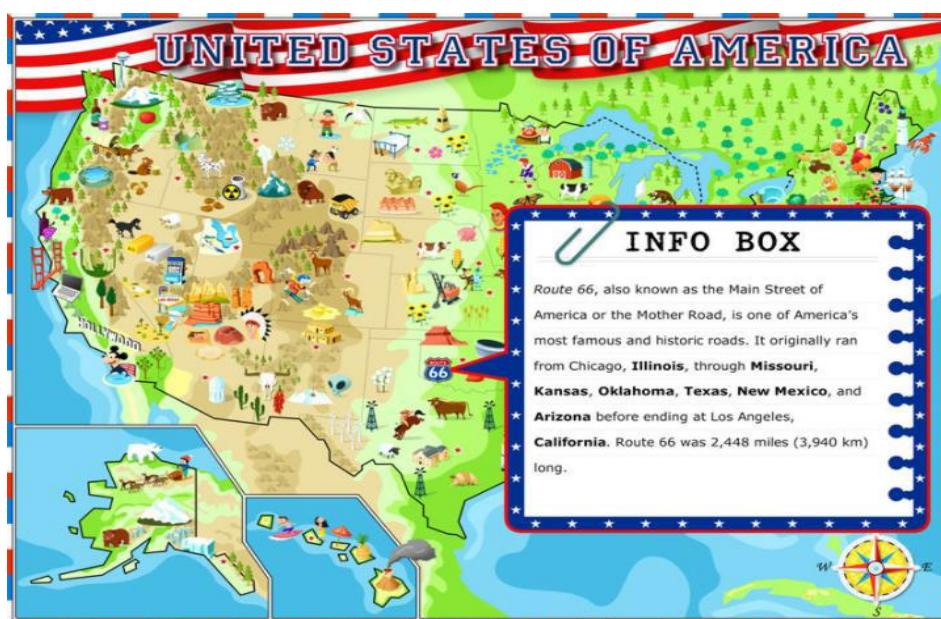 UNITED STATES OF AMERICA
INFO BOX
Route 66, also known as the Main Street of
America or the Mother Road, is one of America's
most famous and historic roads. It originally ran
from Chicago, Illinois, through Missouri,
Kansas, Oklahoma, Texas, New Mexico, and
Arizona before ending at Los Angeles,
California. Route 66 was 2,448 miles (3,940 km)
long.
HOLLYWOOD
ROUTE
66
W
E
S